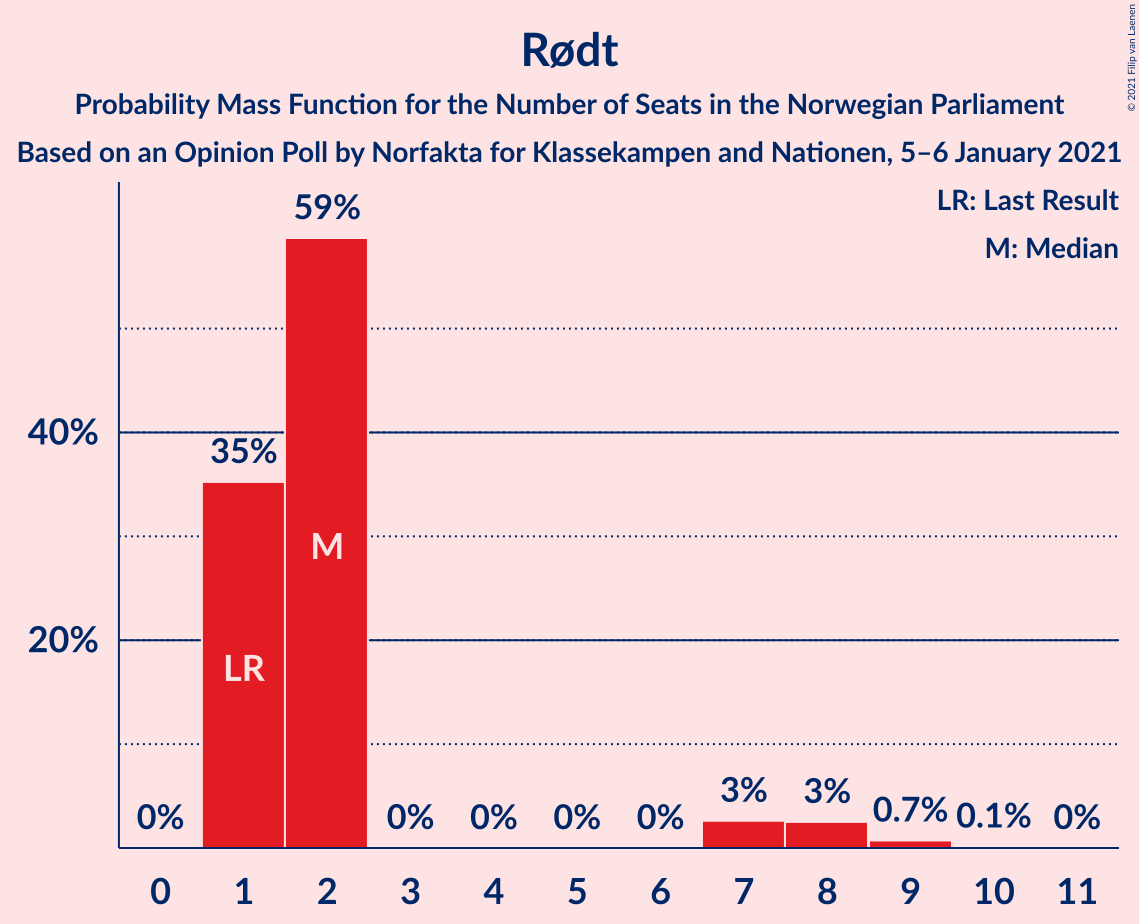 Rødt
Probability Mass Function for the Number of Seats in the Norwegian Parliament
Based on an Opinion Poll by Norfakta for Klassekampen and Nationen, 5–6 January 2021
© 2021 Filip van Laenen
LR: Last Result
M: Median
59%
40%
35%
M
20%
LR
0% 0% 0% 0% 0% 3% 3% 0.7% 0.1% 0%
0 1 2 3 4 5 6 7 8 9 10 11